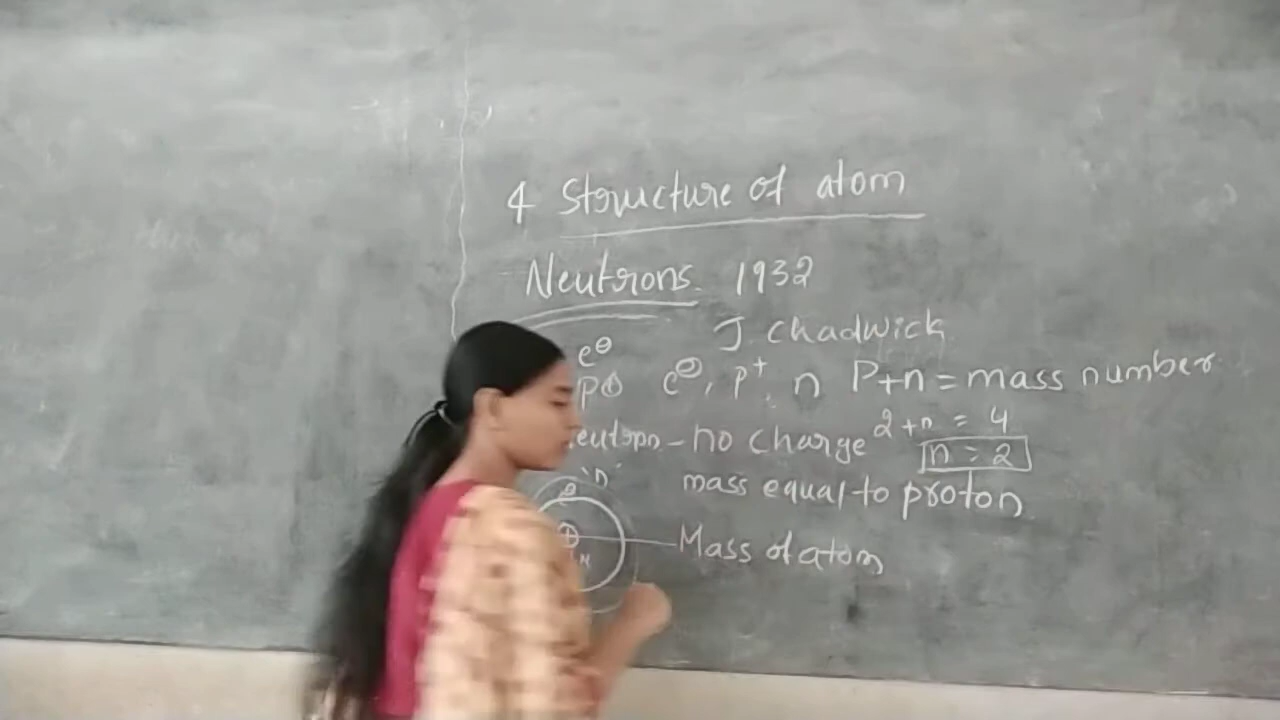 4 Structure of atom
Neutrons. 1932
J. Chadwick
e⊖
p⊕ e⊖, p+, n P+n = mass number
eutron - no charge 2+n = 4
n = 2
'n' mass equal to proton
e
+ Mass of atom
N